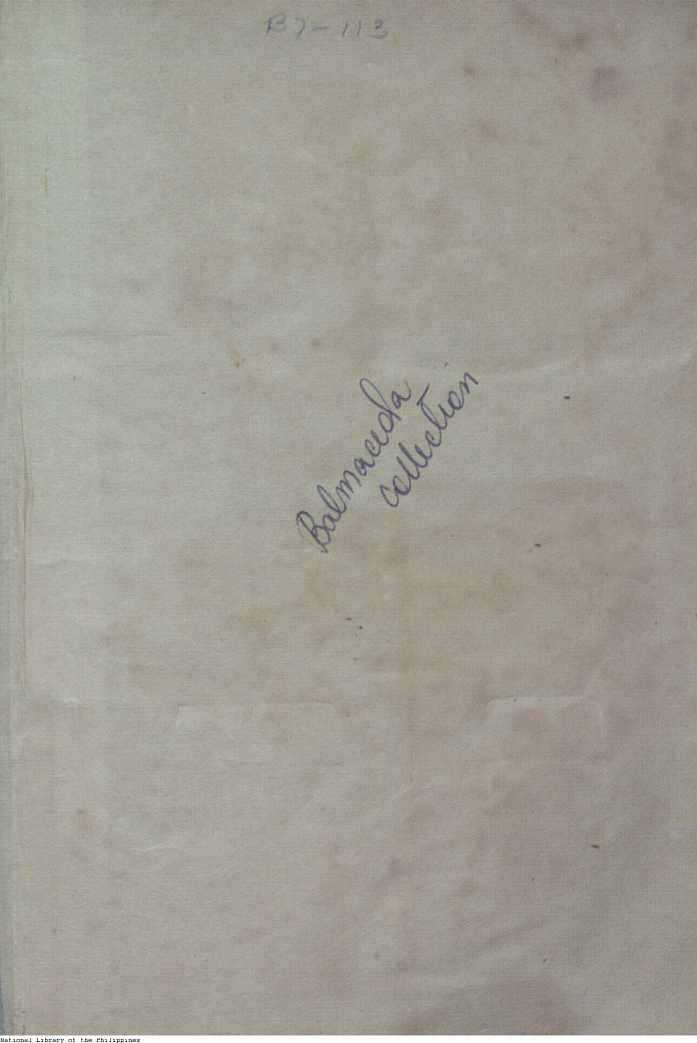 B7-113
Balmaceda
collection
National Library of the Philippines